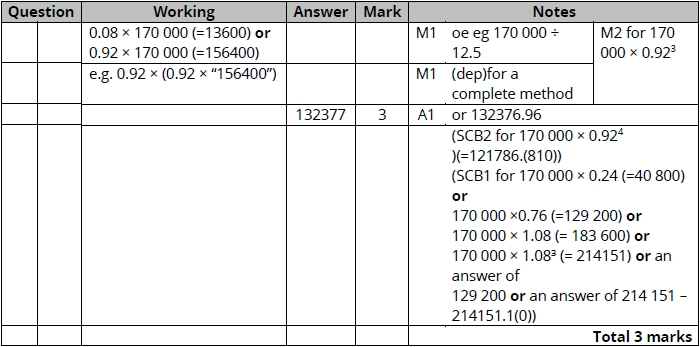 Question Working Answer Mark Notes
0.08 × 170 000 (=13600) or M1 oe eg 170 000 ÷ M2 for 170
0.92 × 170 000 (=156400) 12.5 000 × 0.92³
e.g. 0.92 × (0.92 × “156400”) M1 (dep)for a
complete method
132377 3 A1 or 132376.96
(SCB2 for 170 000 × 0.92⁴
)(=121786.(810))
(SCB1 for 170 000 × 0.24 (=40 800)
or
170 000 ×0.76 (=129 200) or
170 000 × 1.08 (= 183 600) or
170 000 × 1.08³ (= 214151) or an
answer of
129 200 or an answer of 214 151 –
214151.1(0))
Total 3 marks